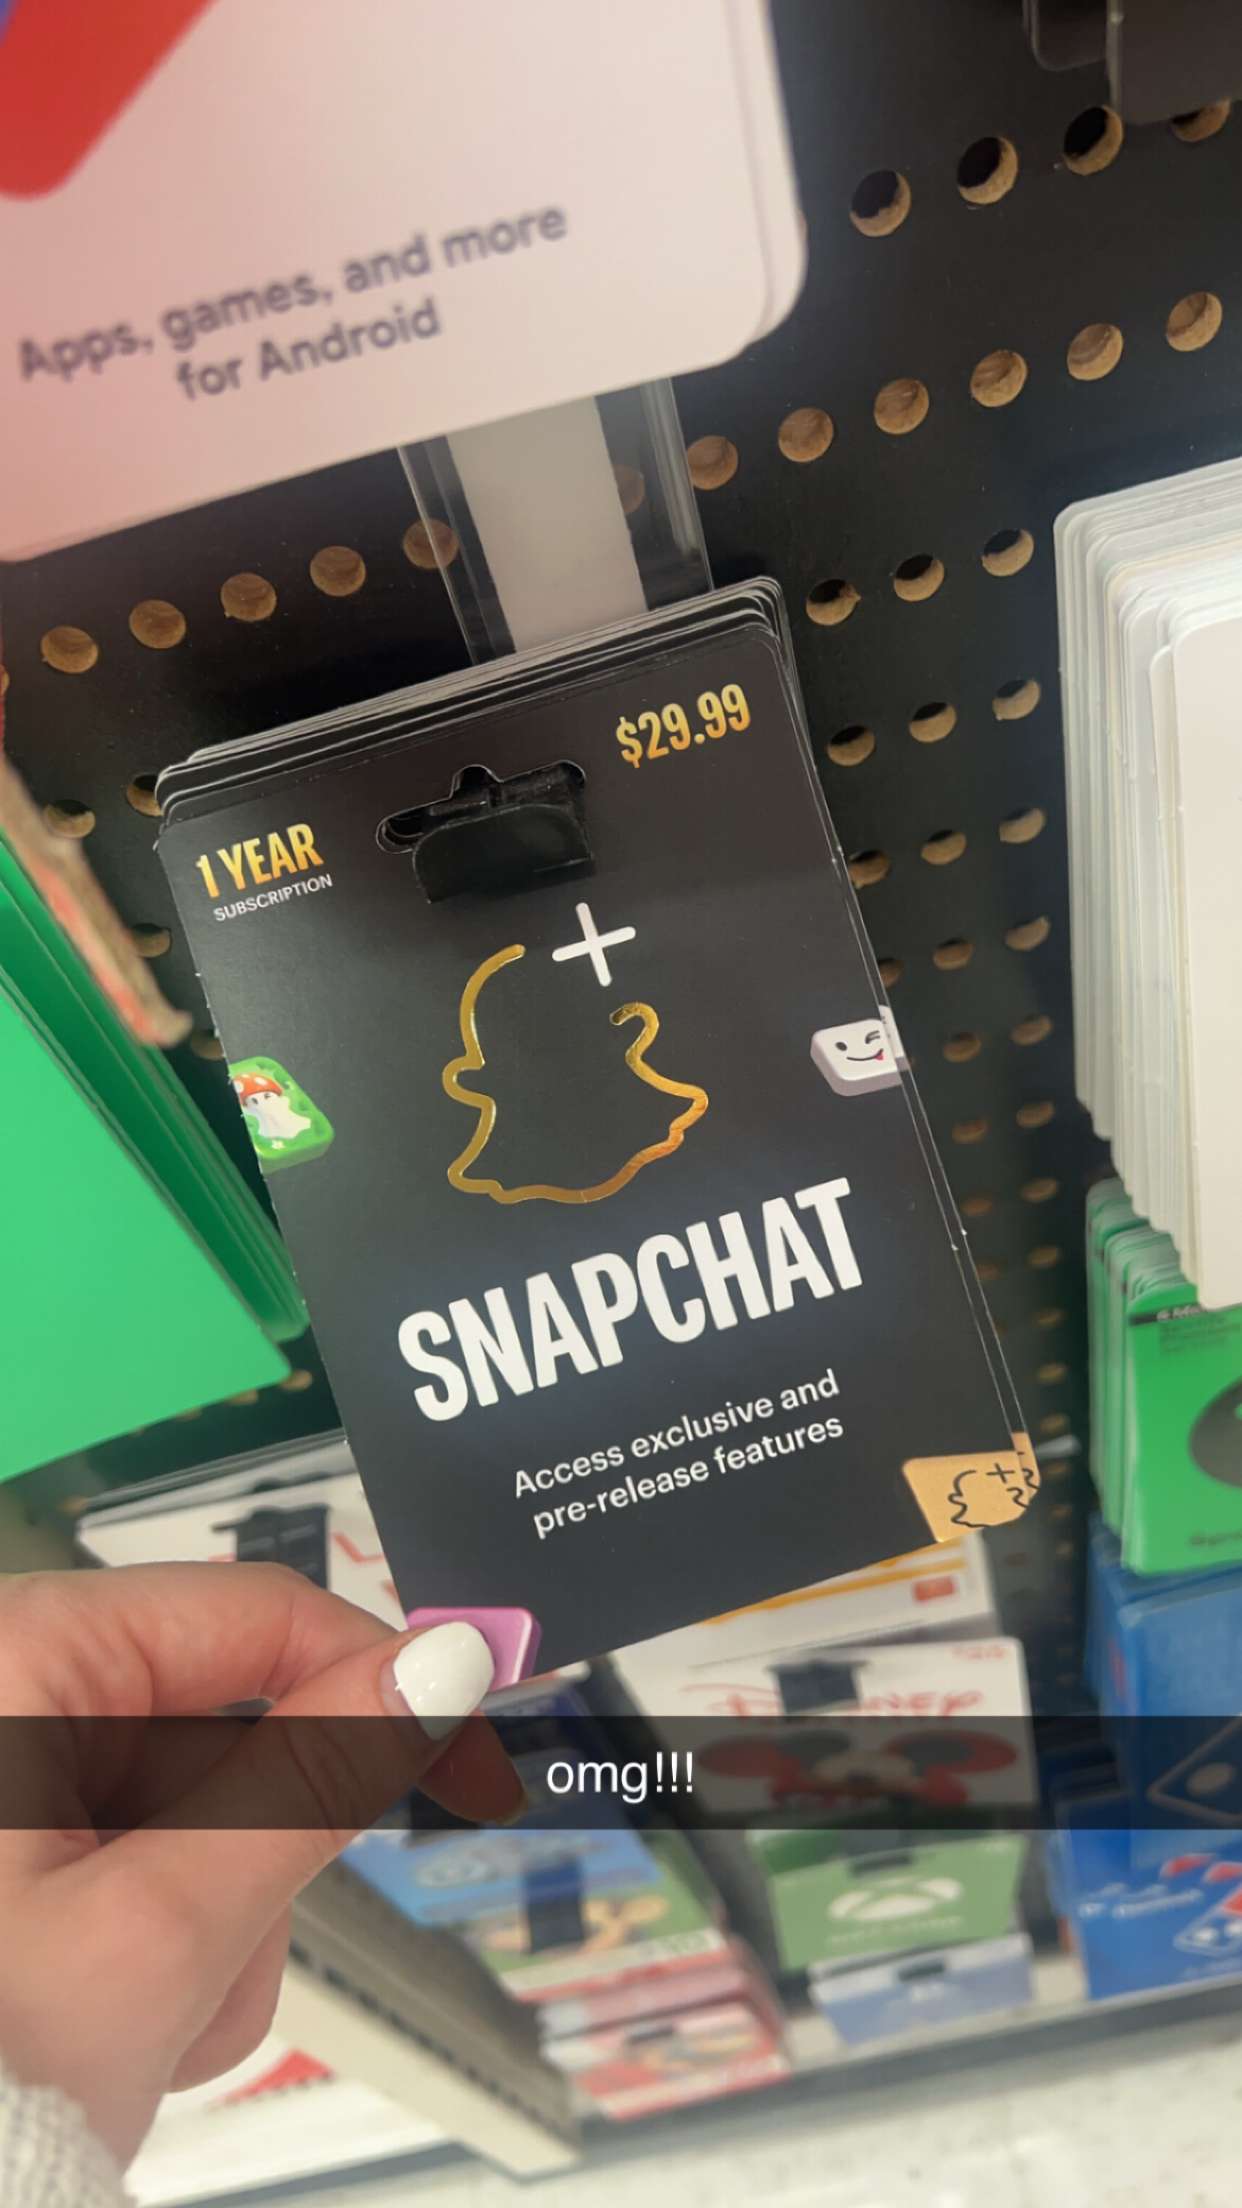 Apps, games, and more
for Android
$29.99
1 YEAR
SUBSCRIPTION
SNAPCHAT
Access exclusive and
pre-release features
omg!!!
DISNEY